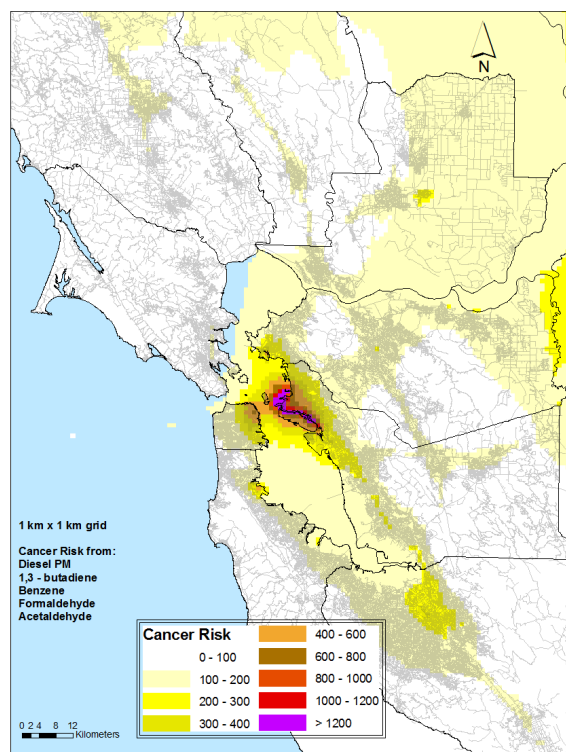 N
1 km x 1 km grid
Cancer Risk from:
Diesel PM
1,3 - butadiene
Benzene
Formaldehyde
Acetaldehyde
0 2 4 8 12
Kilometers
Cancer Risk
0 - 100
100 - 200
200 - 300
300 - 400
400 - 600
600 - 800
800 - 1000
1000 - 1200
> 1200